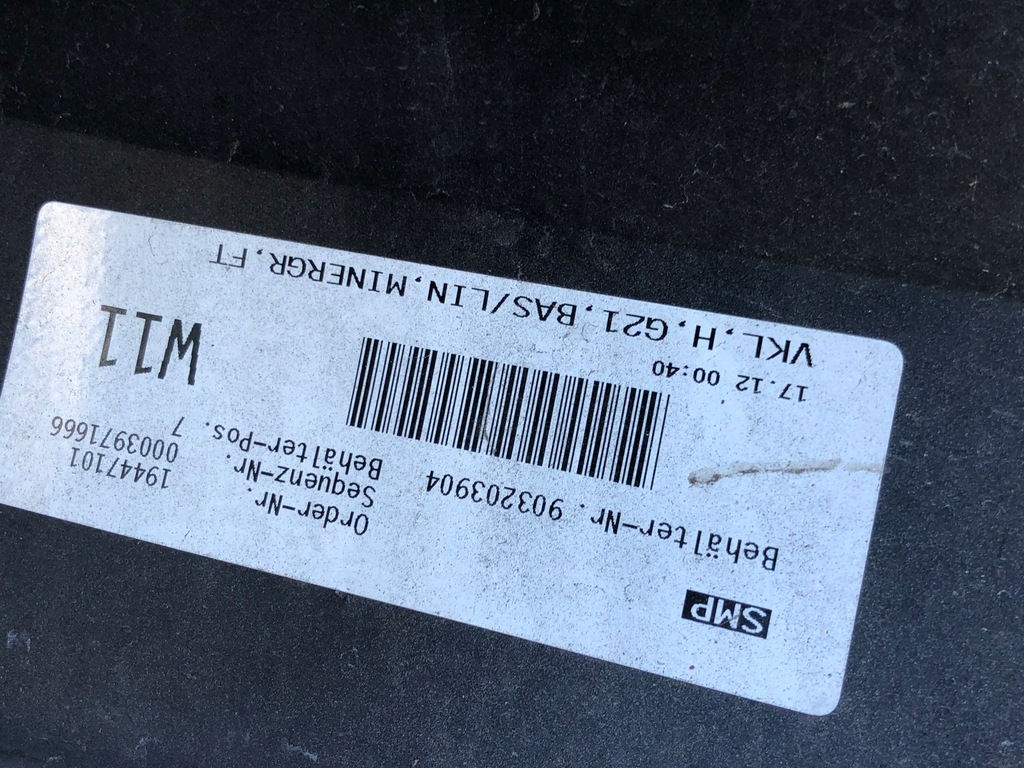 SMP
Behälter-Nr. 903203904
Order-Nr. 19447101
Sequenz-Nr. 0003971666
Behälter-Pos. 7
17.12 00:40
W11
VKL,H,G21,BAS/LIN,MINERGR,FT